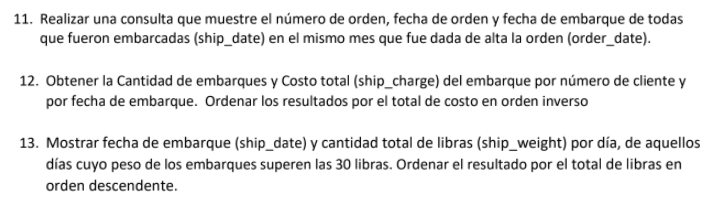 11. Realizar una consulta que muestre el número de orden, fecha de orden y fecha de embarque de todas
que fueron embarcadas (ship_date) en el mismo mes que fue dada de alta la orden (order_date).
12. Obtener la Cantidad de embarques y Costo total (ship_charge) del embarque por número de cliente y
por fecha de embarque. Ordenar los resultados por el total de costo en orden inverso
13. Mostrar fecha de embarque (ship_date) y cantidad total de libras (ship_weight) por día, de aquellos
días cuyo peso de los embarques superen las 30 libras. Ordenar el resultado por el total de libras en
orden descendente.